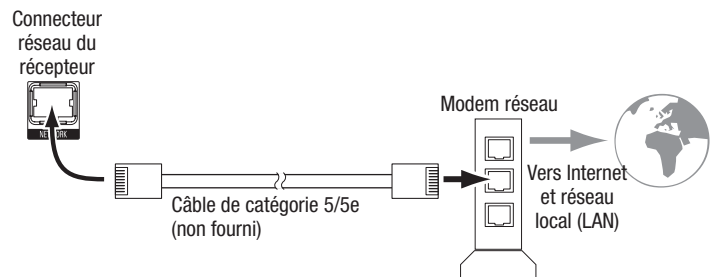 Connecteur
réseau du
récepteur
NETWORK
Modem réseau
Vers Internet
et réseau
local (LAN)
Câble de catégorie 5/5e
(non fourni)